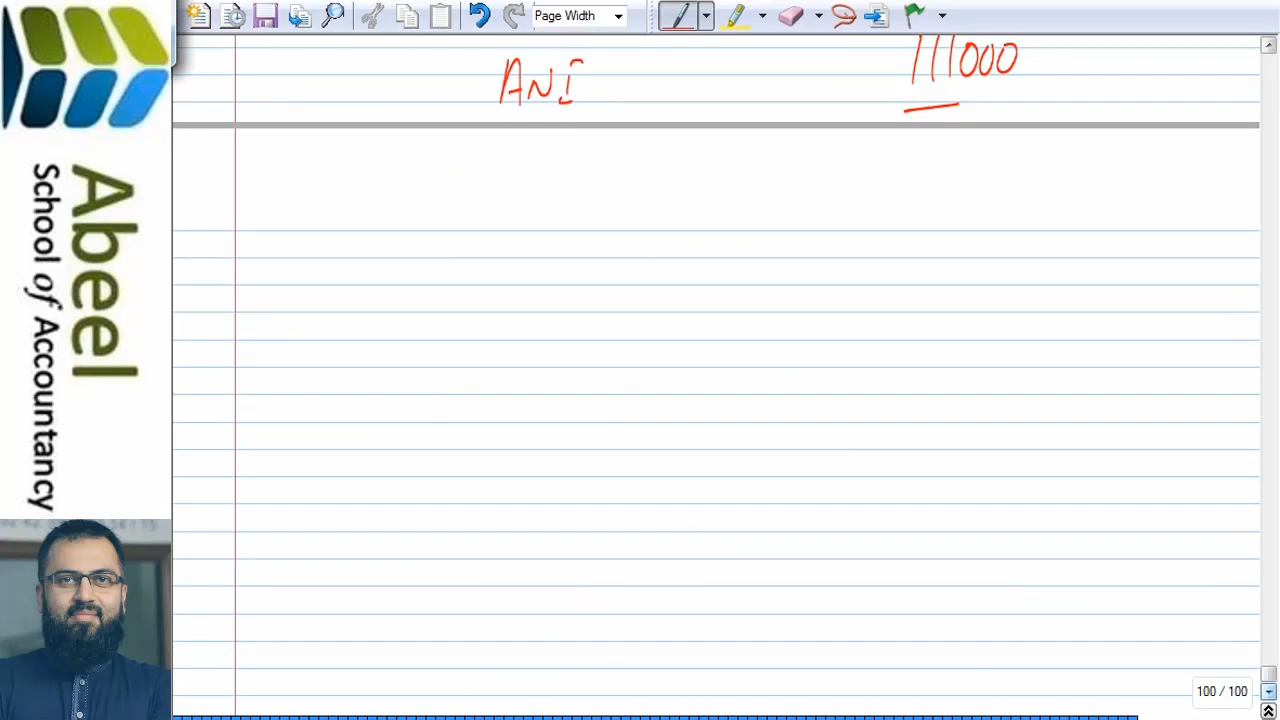 Page Width
ANI 111000
Abeel
School of Accountancy
100 / 100